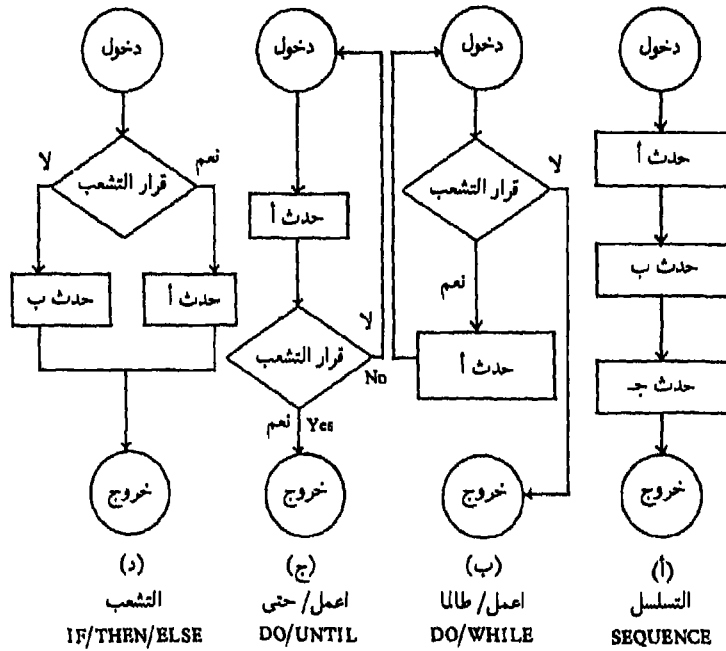 دخول
حدث أ
حدث ب
حدث جـ
خروج
(أ)
التسلسل
SEQUENCE
دخول
قرار التشعب
لا
نعم
حدث أ
خروج
(ب)
اعمل / طالما
DO/WHILE
دخول
حدث أ
قرار التشعب
لا
No
نعم Yes
خروج
(ج)
اعمل / حتى
DO/UNTIL
دخول
قرار التشعب
نعم
لا
حدث أ
حدث ب
خروج
(د)
التشعب
IF/THEN/ELSE